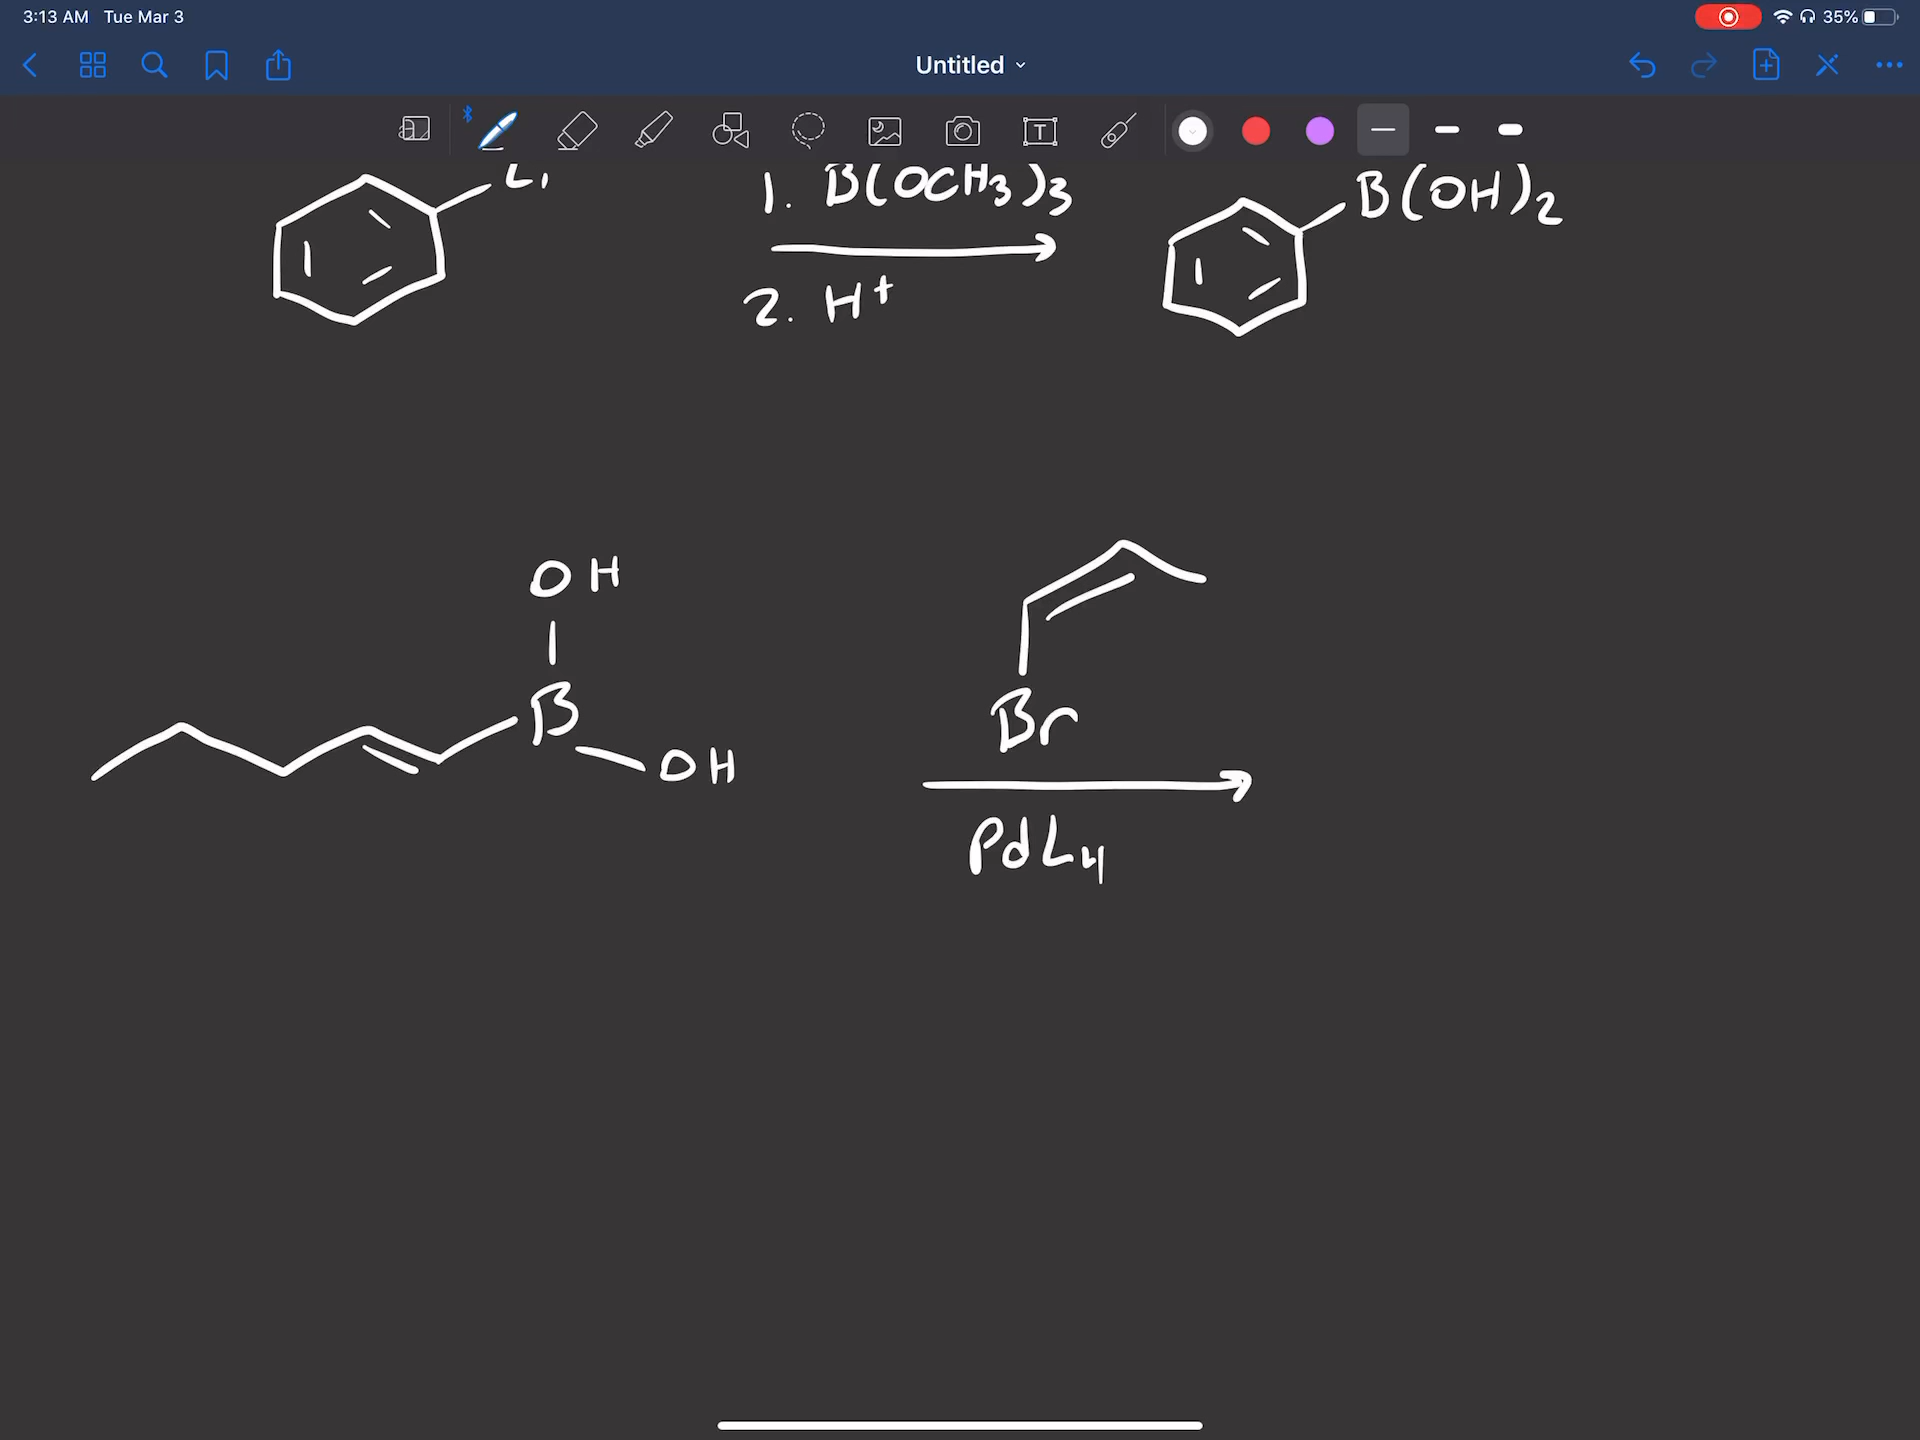 3:13 AM Tue Mar 3
35%
Untitled
T
Li
1. B(OCH3)3
2. H+
B(OH)2
OH
B
OH
Br
PdL4